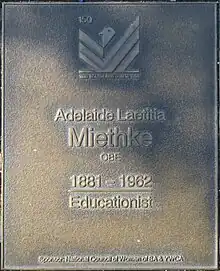 150
Adelaide Laetitia
Miethke
OBE
1881 – 1962
Educationist
Sponsor: National Council of Women of SA & YWCA